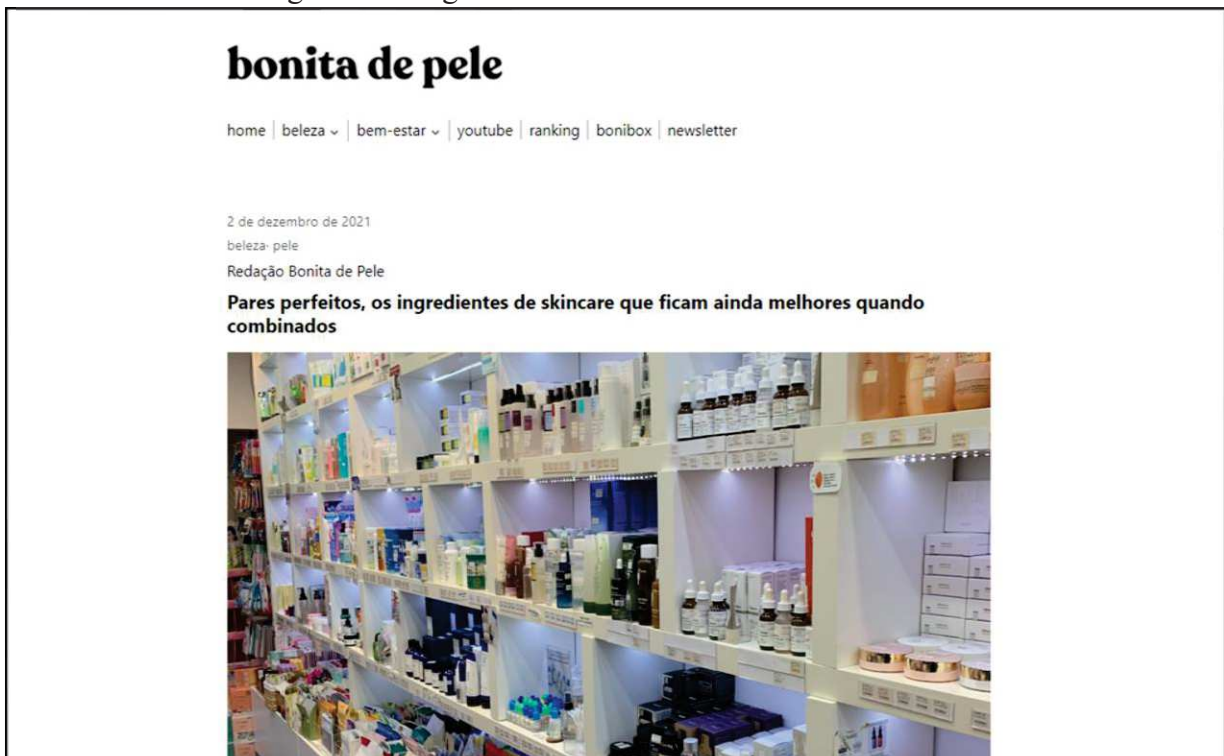 bonita de pele
home | beleza | bem-estar | youtube | ranking | bonibox | newsletter
2 de dezembro de 2021
beleza· pele
Redação Bonita de Pele
Pares perfeitos, os ingredientes de skincare que ficam ainda melhores quando
combinados